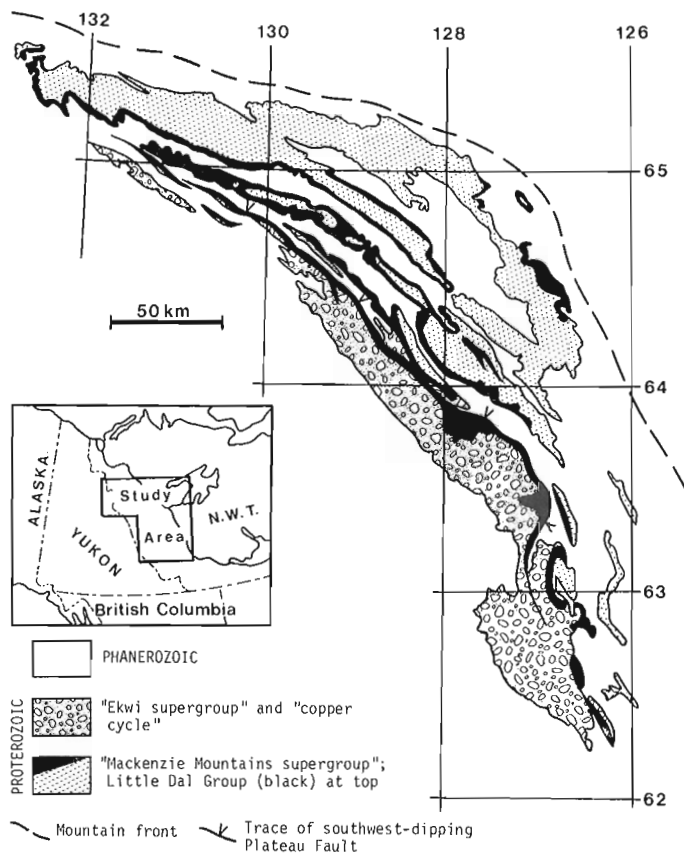 132
130
128
126
65
50 km
64
Study
Area
ALASKA
YUKON
N.W.T.
British Columbia
63
PHANEROZOIC
PROTEROZOIC
"Ekwi supergroup" and "copper
cycle"
"Mackenzie Mountains supergroup";
Little Dal Group (black) at top
62
Mountain front
Trace of southwest-dipping
Plateau Fault